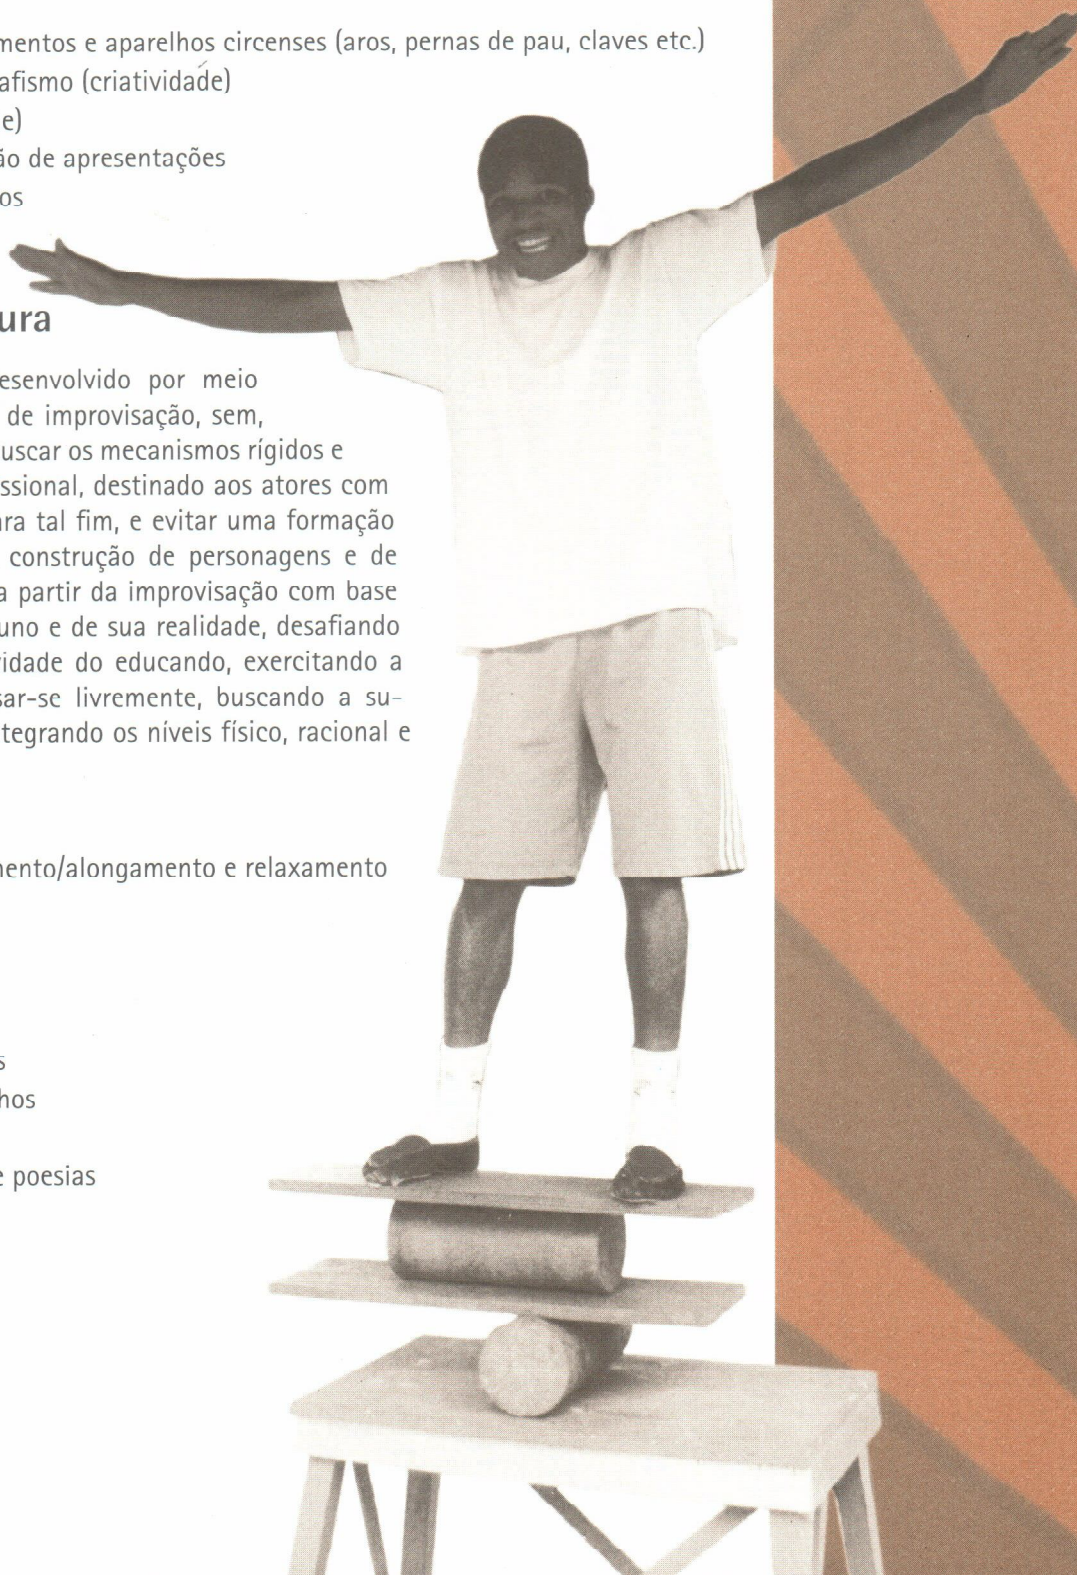 mentos e aparelhos circenses (aros, pernas de pau, claves etc.)
afismo (criatividade)
e)
ão de apresentações
os
ura
esenvolvido por meio
de improvisação, sem,
uscar os mecanismos rígidos e
ssional, destinado aos atores com
ara tal fim, e evitar uma formação
construção de personagens e de
a partir da improvisação com base
uno e de sua realidade, desafiando
vidade do educando, exercitando a
sar-se livremente, buscando a su-
tegrando os níveis físico, racional e
mento/alongamento e relaxamento
s
hos
e poesias